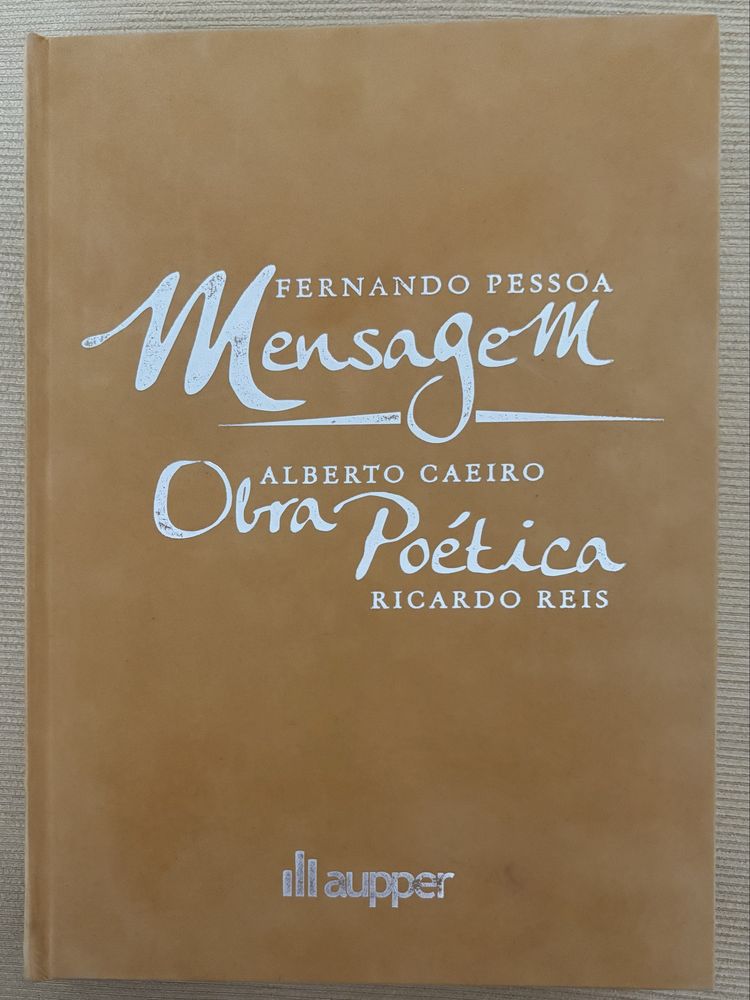 FERNANDO PESSOA
Mensagem
ALBERTO CAEIRO
Obra Poética
RICARDO REIS
aupper